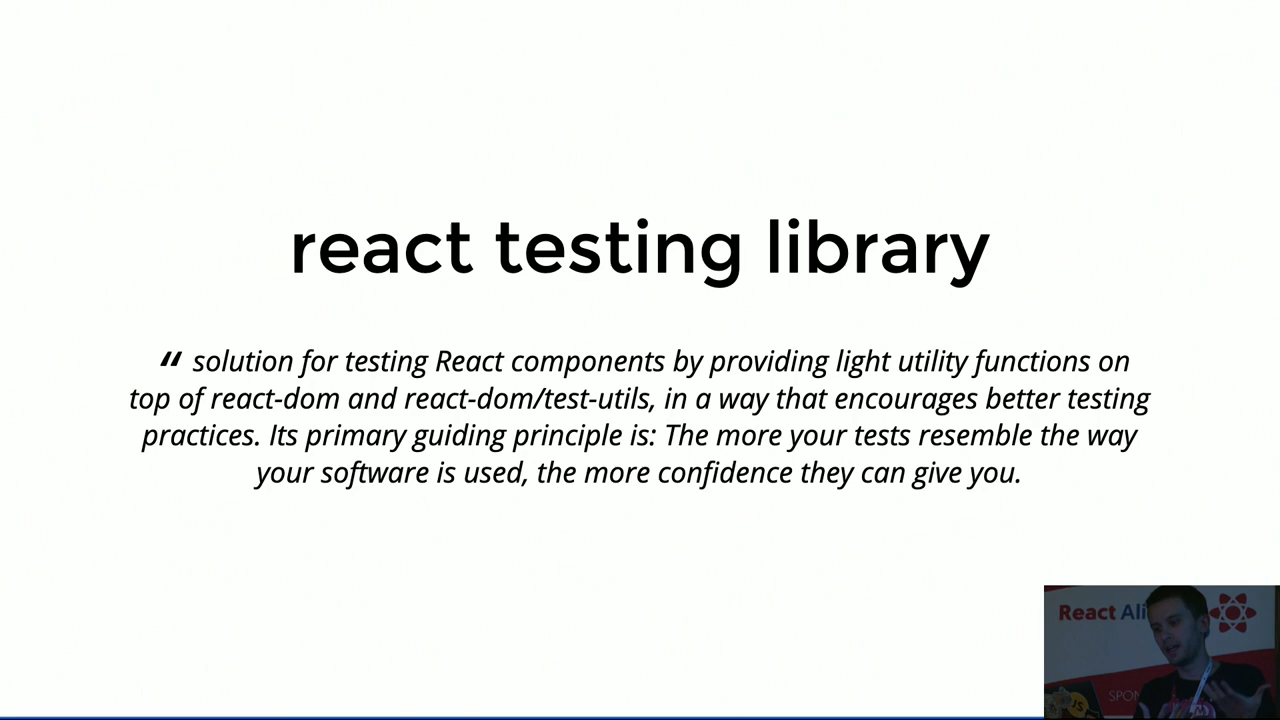 react testing library
“ solution for testing React components by providing light utility functions on
top of react-dom and react-dom/test-utils, in a way that encourages better testing
practices. Its primary guiding principle is: The more your tests resemble the way
your software is used, the more confidence they can give you.
React Ali
SPON
JS